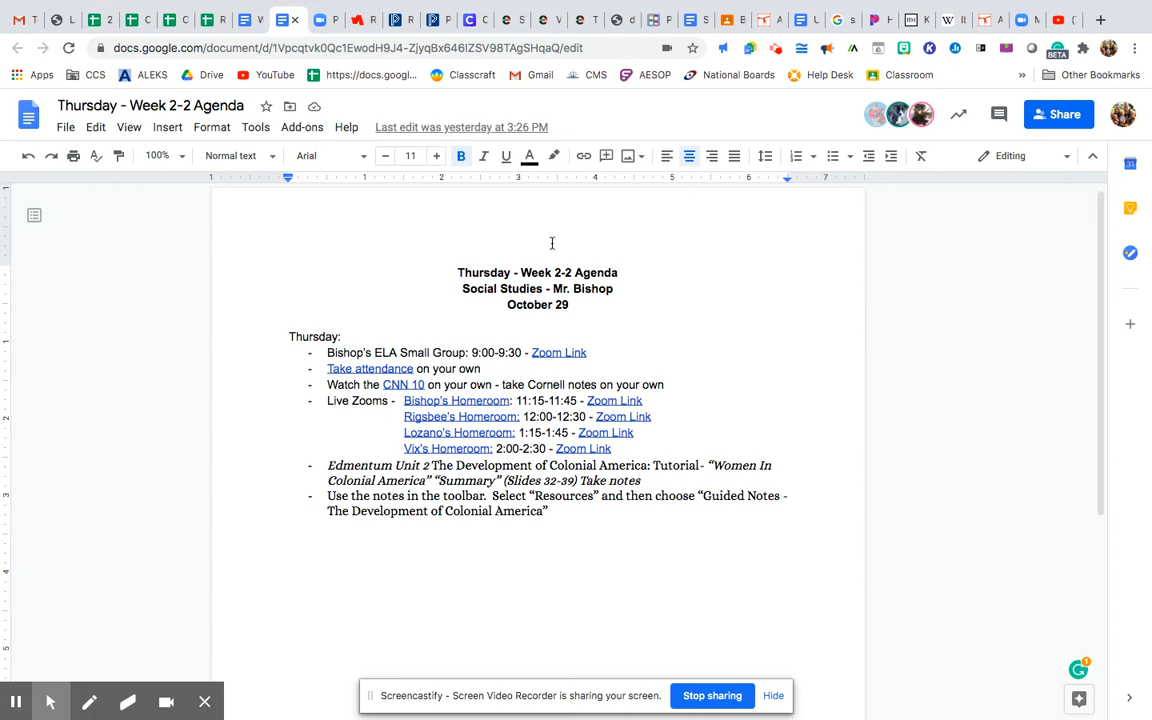 T L 2 C C R W × P R R P C C e S e V e T d P S B A U G s P BM K W A M
docs.google.com/document/d/1Vpcqtvk0Qc1EwodH9J4-ZjyqBx646IZSV98TAgSHqaQ/edit
Apps CCS ALEKS Drive YouTube https://docs.googl... Classcraft Gmail CMS AESOP National Boards Help Desk Classroom » Other Bookmarks
Thursday - Week 2-2 Agenda
File Edit View Insert Format Tools Add-ons Help Last edit was yesterday at 3:26 PM
Share
100% Normal text Arial 11 B I U A Editing
1 1 2 3 4 5 6 7
Thursday - Week 2-2 Agenda
Social Studies - Mr. Bishop
October 29
Thursday:
- Bishop's ELA Small Group: 9:00-9:30 - Zoom Link
- Take attendance on your own
- Watch the CNN 10 on your own - take Cornell notes on your own
- Live Zooms - Bishop's Homeroom: 11:15-11:45 - Zoom Link
Rigsbee's Homeroom: 12:00-12:30 - Zoom Link
Lozano's Homeroom: 1:15-1:45 - Zoom Link
Vix's Homeroom: 2:00-2:30 - Zoom Link
- Edmentum Unit 2 The Development of Colonial America: Tutorial- “Women In
Colonial America” “Summary” (Slides 32-39) Take notes
- Use the notes in the toolbar. Select “Resources” and then choose “Guided Notes -
The Development of Colonial America”
Screencastify - Screen Video Recorder is sharing your screen. Stop sharing Hide